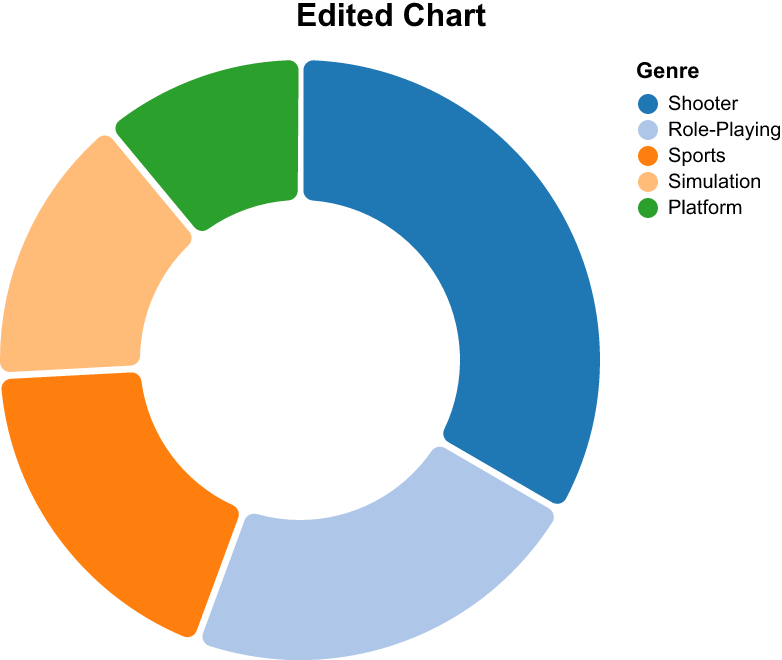 Edited Chart
Genre
Shooter
Role-Playing
Sports
Simulation
Platform